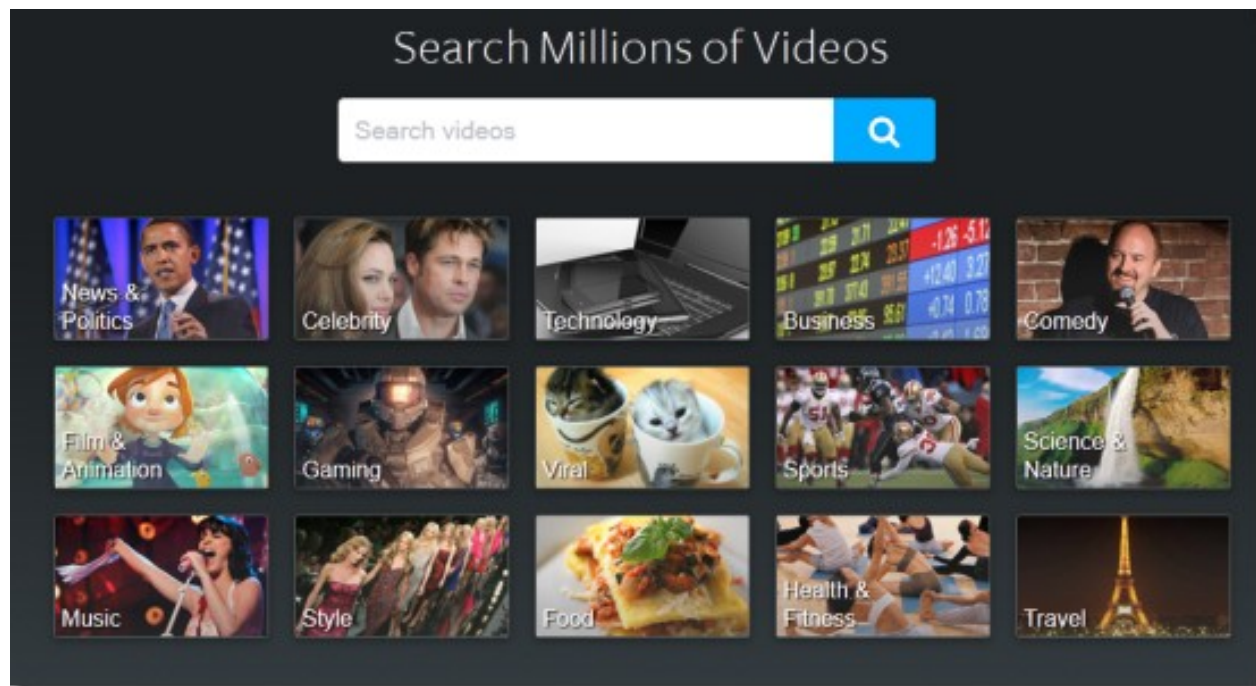 Search Millions of Videos
Search videos
News &
Politics
Celebrity
Technology
Business
Comedy
Film &
Animation
Gaming
Viral
Sports
Science &
Nature
Music
Style
Food
Health &
Fitness
Travel